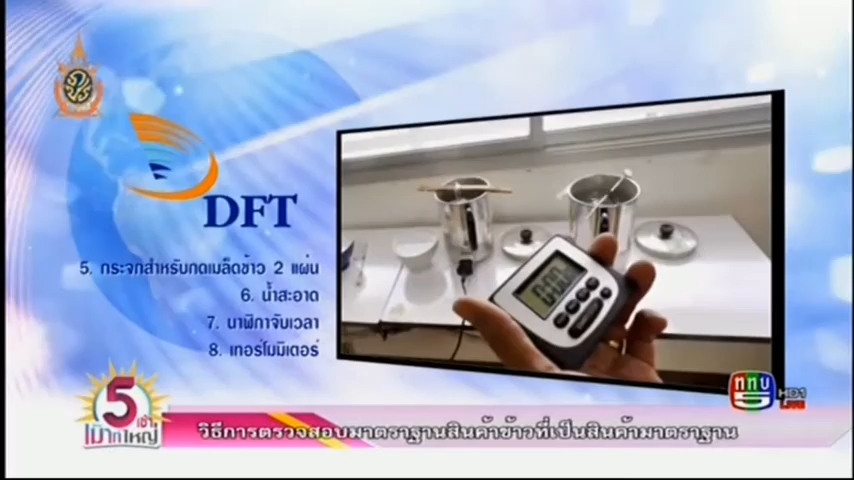 DFT
5. กระจกสำหรับกดเมล็ดข้าว 2 แผ่น
6. น้ำสะอาด
7. นาฬิกาจับเวลา
8. เทอร์โมมิเตอร์
5 เช้า
ททบ 5 HD1
LIVE
วิธีการตรวจสอบมาตราฐานสินค้าข้าวที่เป็นสินค้ามาตราฐาน